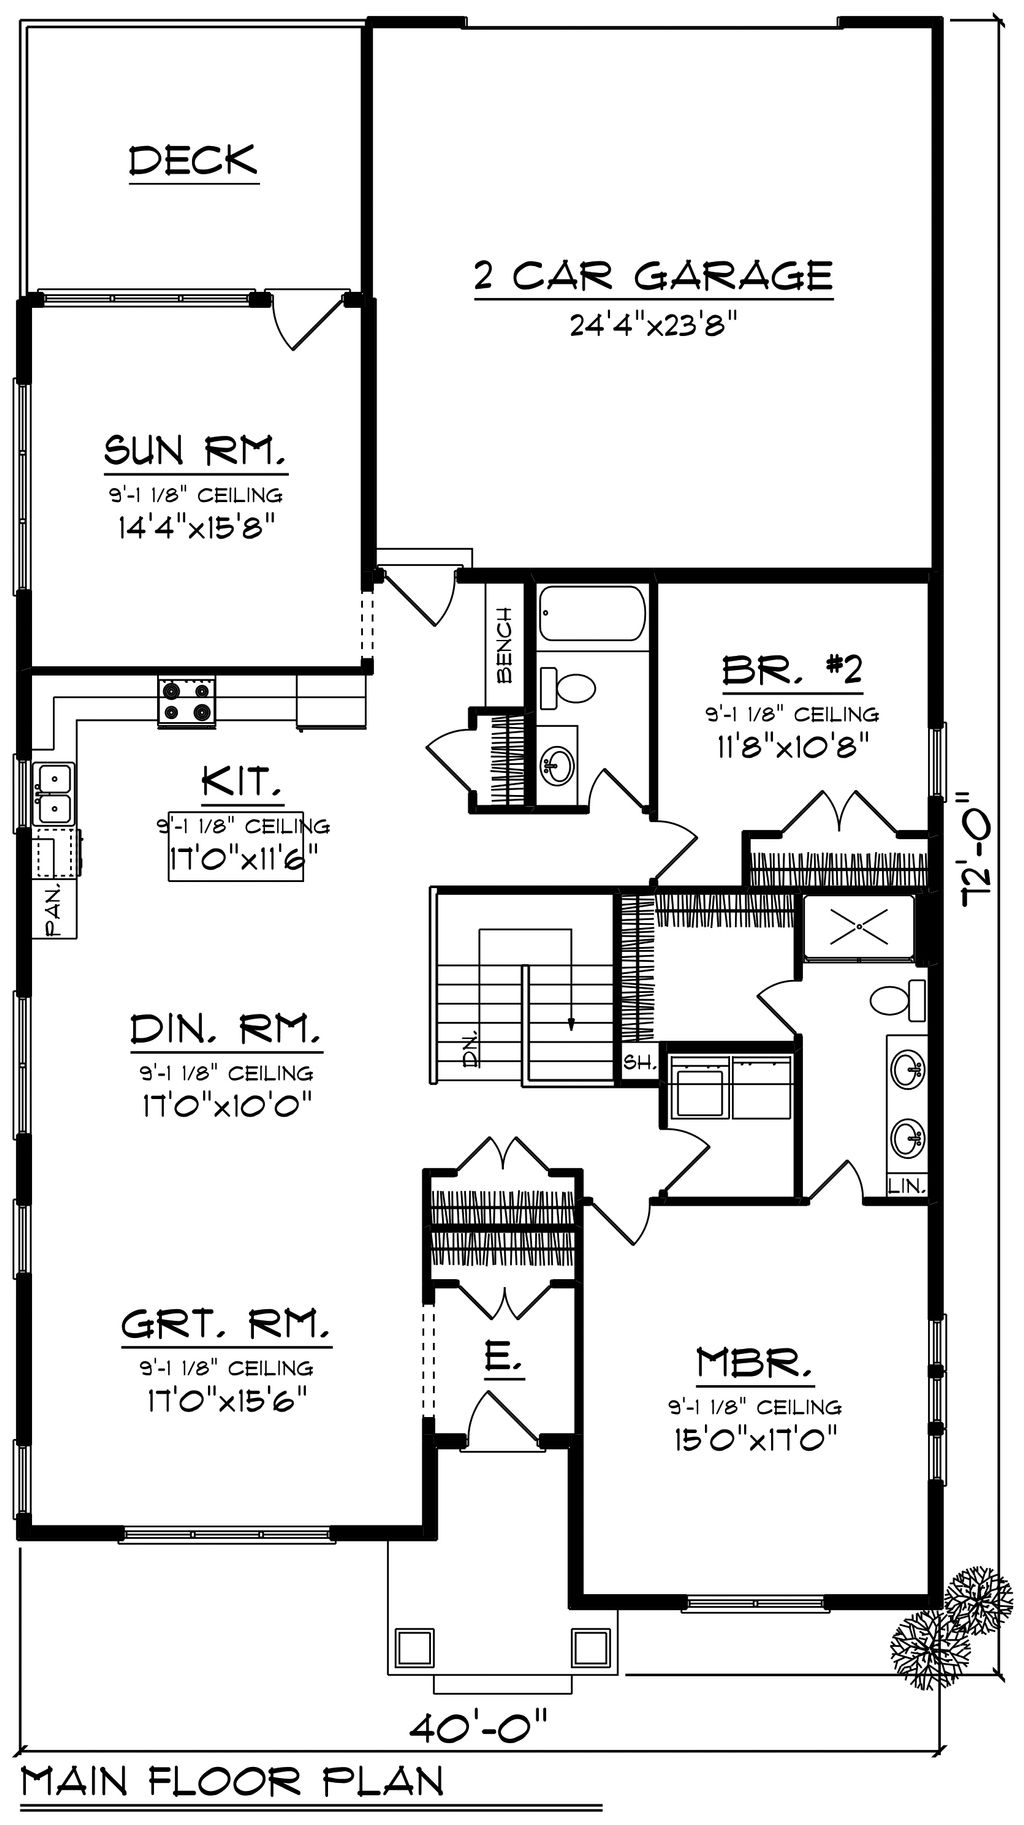 DECK
2 CAR GARAGE
24'4"x23'8"
SUN RM.
9'-1 1/8" CEILING
14'4"x15'8"
BENCH
BR. #2
9'-1 1/8" CEILING
11'8"x10'8"
KIT.
9'-1 1/8" CEILING
17'0"x11'6"
PAN.
72'-0"
DIN. RM.
9'-1 1/8" CEILING
17'0"x10'0"
DN.
SH.
LIN.
GRT. RM.
9'-1 1/8" CEILING
17'0"x15'6"
E.
MBR.
9'-1 1/8" CEILING
15'0"x17'0"
40'-0"
MAIN FLOOR PLAN